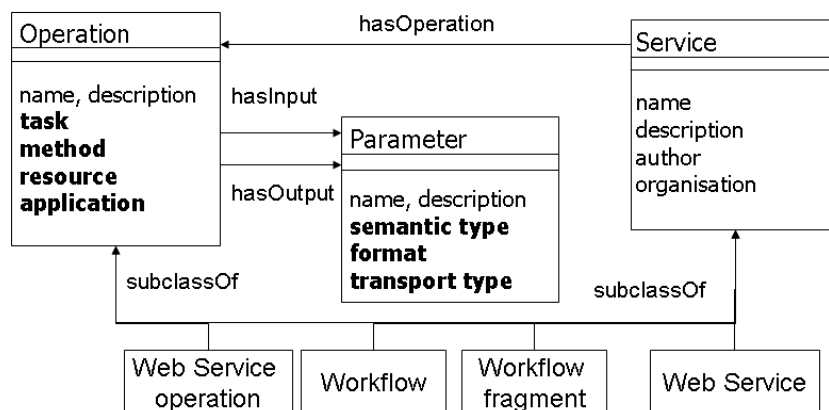 Operation
hasOperation
Service
name, description
task
method
resource
application
hasInput
hasOutput
Parameter
name, description
semantic type
format
transport type
name
description
author
organisation
subclassOf
subclassOf
Web Service
operation
Workflow
Workflow
fragment
Web Service